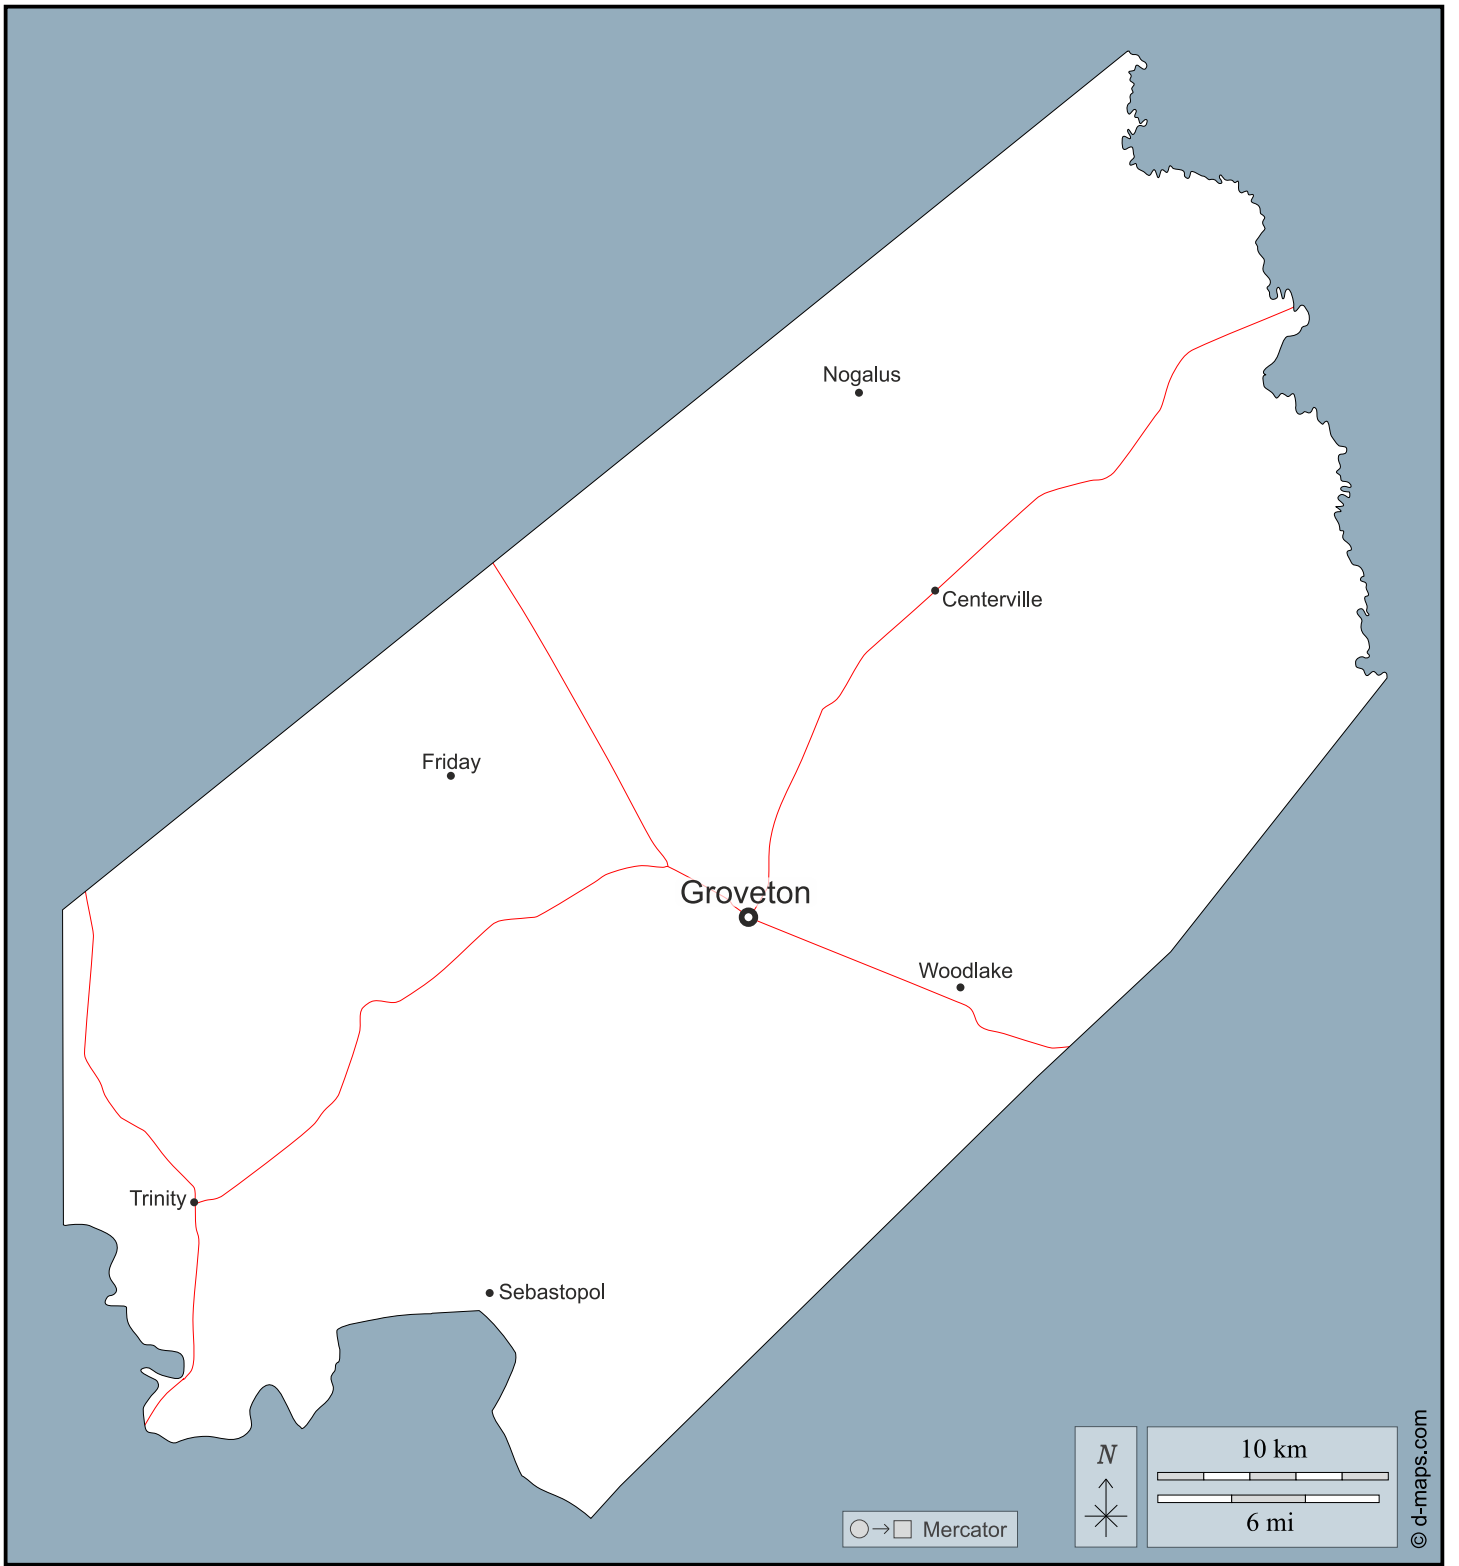 Nogalus
Centerville
Friday
Groveton
Woodlake
Trinity
Sebastopol
N
10 km
6 mi
Mercator
© d-maps.com